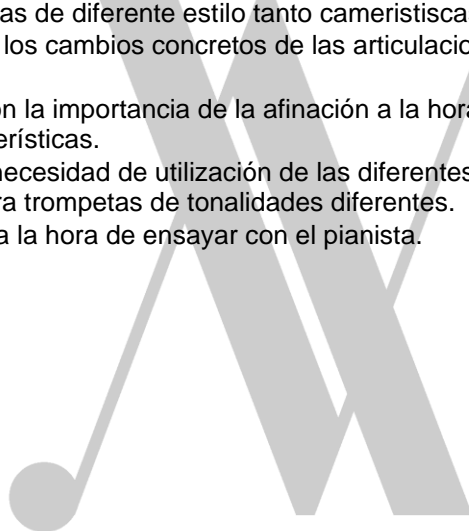 as de diferente estilo tanto cameristisca
los cambios concretos de las articulacio
n la importancia de la afinación a la hora
erísticas.
necesidad de utilización de las diferentes
ra trompetas de tonalidades diferentes.
a la hora de ensayar con el pianista.